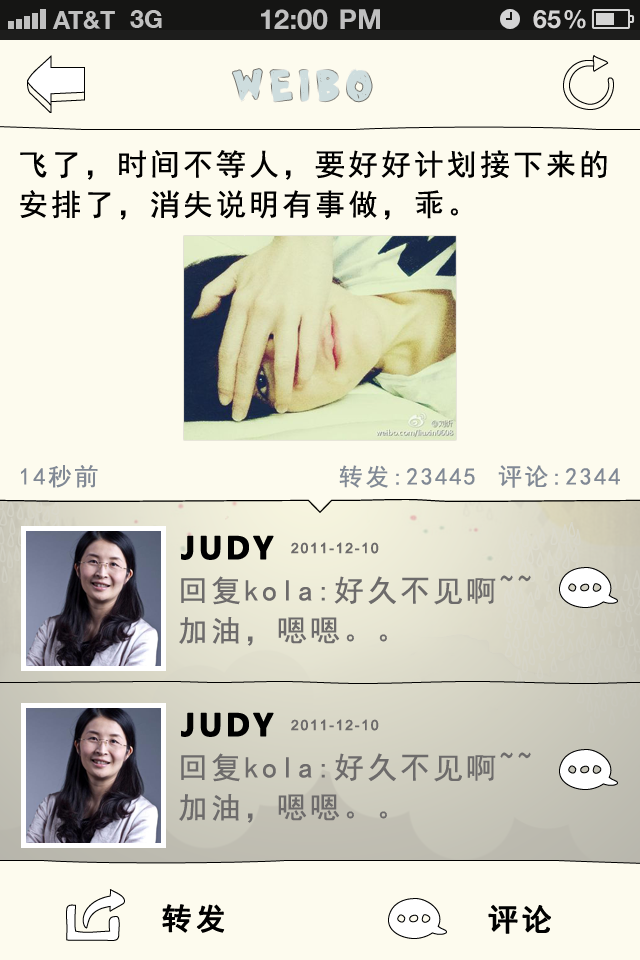 AT&T 3G 12:00 PM 65%
WEIBO
飞了，时间不等人，要好好计划接下来的
安排了，消失说明有事做，乖。
14秒前 转发:23445 评论:2344
JUDY 2011-12-10
回复kola:好久不见啊~~
加油，嗯嗯。。
JUDY 2011-12-10
回复kola:好久不见啊~~
加油，嗯嗯。。
转发 评论